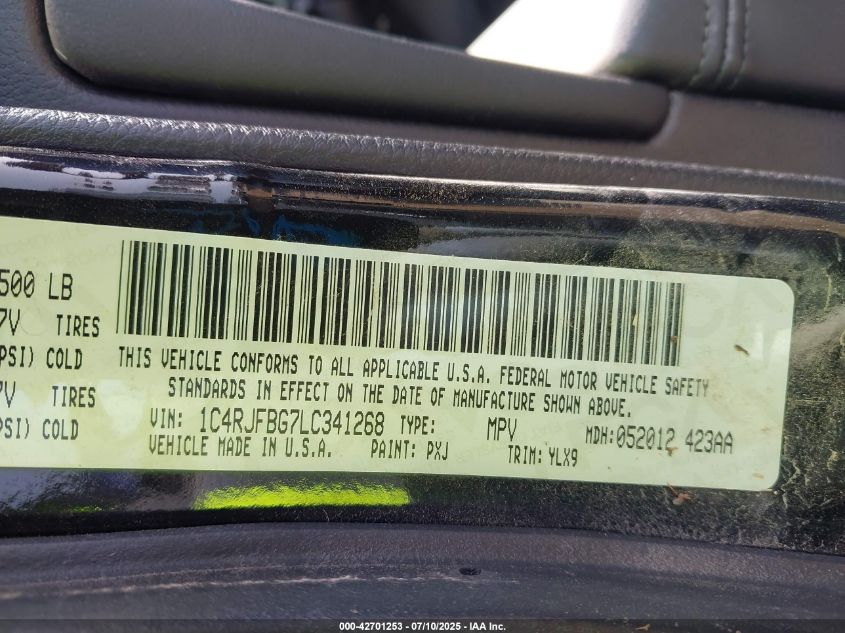 500 LB
7V TIRES
PSI) COLD
7V TIRES
PSI) COLD
THIS VEHICLE CONFORMS TO ALL APPLICABLE U.S.A. FEDERAL MOTOR VEHICLE SAFETY
STANDARDS IN EFFECT ON THE DATE OF MANUFACTURE SHOWN ABOVE.
VIN: 1C4RJFBG7LC341268 TYPE: MPV MDH: 052012 423AA
VEHICLE MADE IN U.S.A. PAINT: PXJ TRIM: YLX9
000-42701253 - 07/10/2025 - IAA Inc.